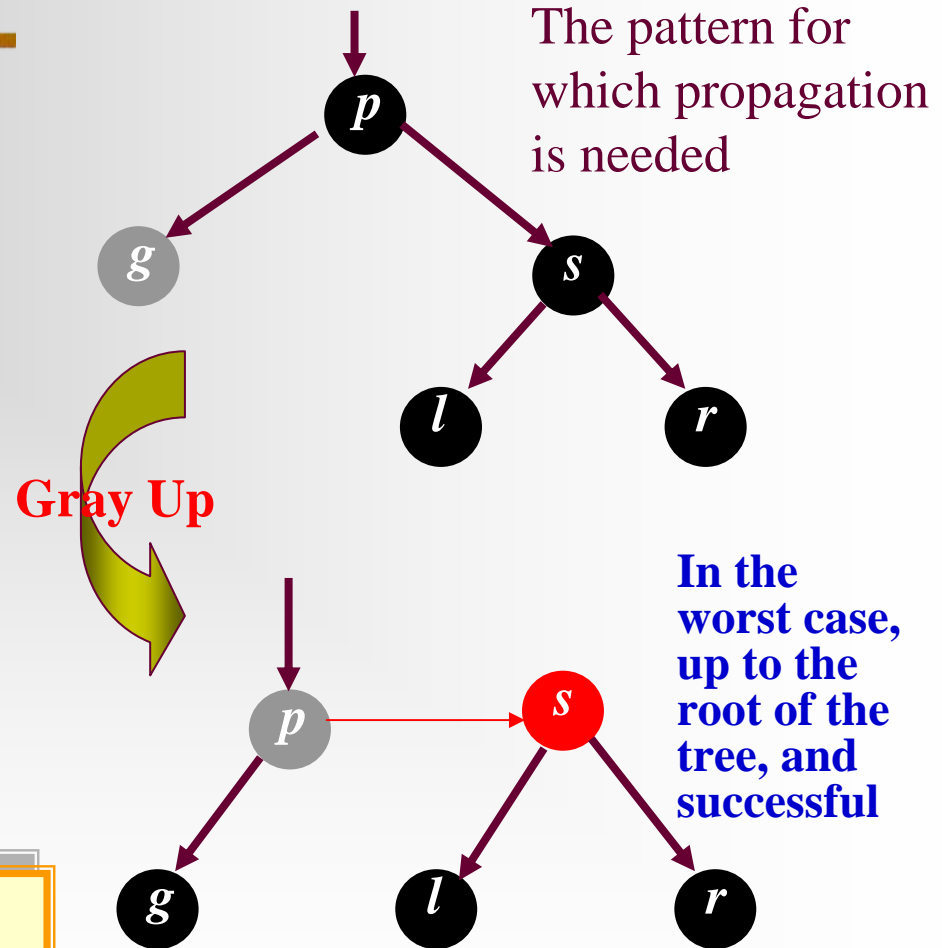 The pattern for
which propagation
is needed
p
g
s
l
r
Gray Up
In the
worst case,
up to the
root of the
tree, and
successful
p
s
g
l
r